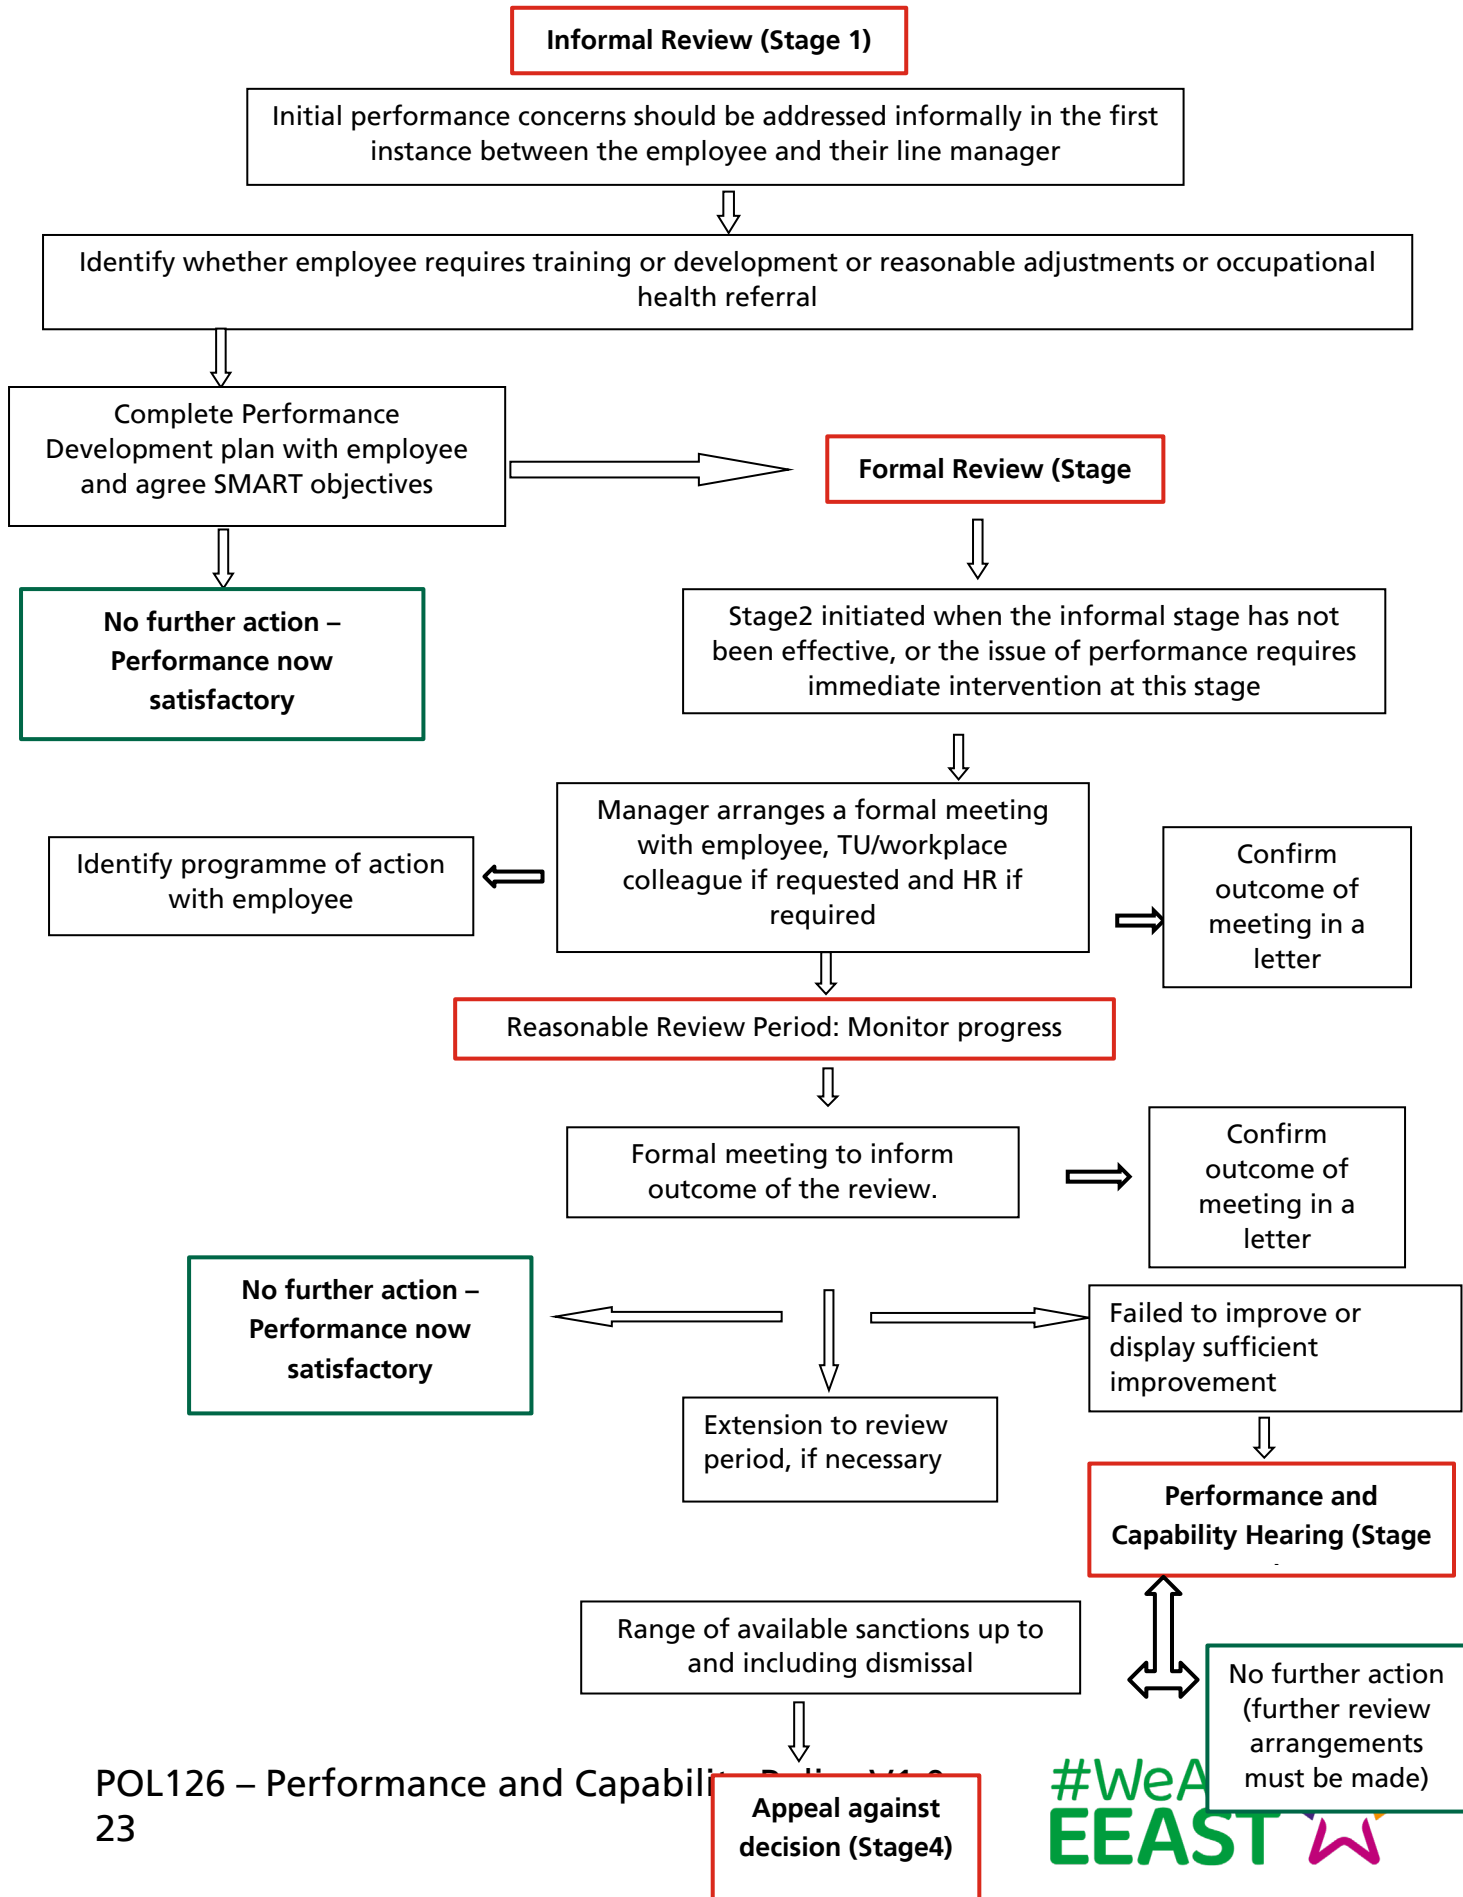 Informal Review (Stage 1)
Initial performance concerns should be addressed informally in the first
instance between the employee and their line manager
Identify whether employee requires training or development or reasonable adjustments or occupational
health referral
Complete Performance
Development plan with employee
and agree SMART objectives
Formal Review (Stage
No further action –
Performance now
satisfactory
Stage2 initiated when the informal stage has not
been effective, or the issue of performance requires
immediate intervention at this stage
Manager arranges a formal meeting
with employee, TU/workplace
colleague if requested and HR if
required
Identify programme of action
with employee
Confirm
outcome of
meeting in a
letter
Reasonable Review Period: Monitor progress
Formal meeting to inform
outcome of the review.
Confirm
outcome of
meeting in a
letter
No further action –
Performance now
satisfactory
Failed to improve or
display sufficient
improvement
Extension to review
period, if necessary
Performance and
Capability Hearing (Stage
Range of available sanctions up to
and including dismissal
No further action
(further review
arrangements
must be made)
POL126 – Performance and Capability
23
Appeal against
decision (Stage4)
#WeA
EEAST